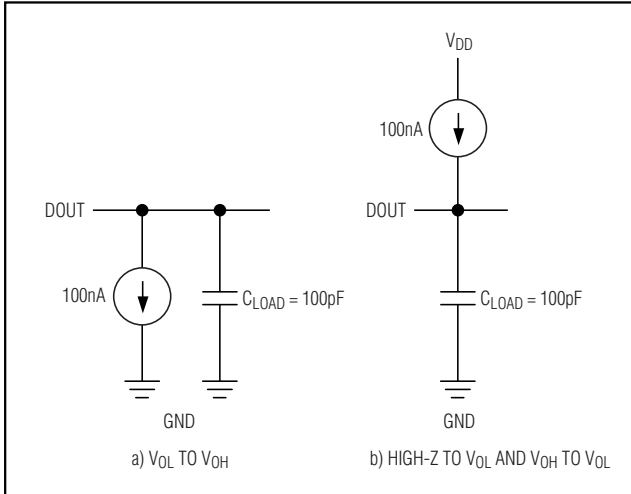 DOUT
100nA
C_LOAD = 100pF
GND
a) V_OL TO V_OH
V_DD
100nA
DOUT
C_LOAD = 100pF
GND
b) HIGH-Z TO V_OL AND V_OH TO V_OL